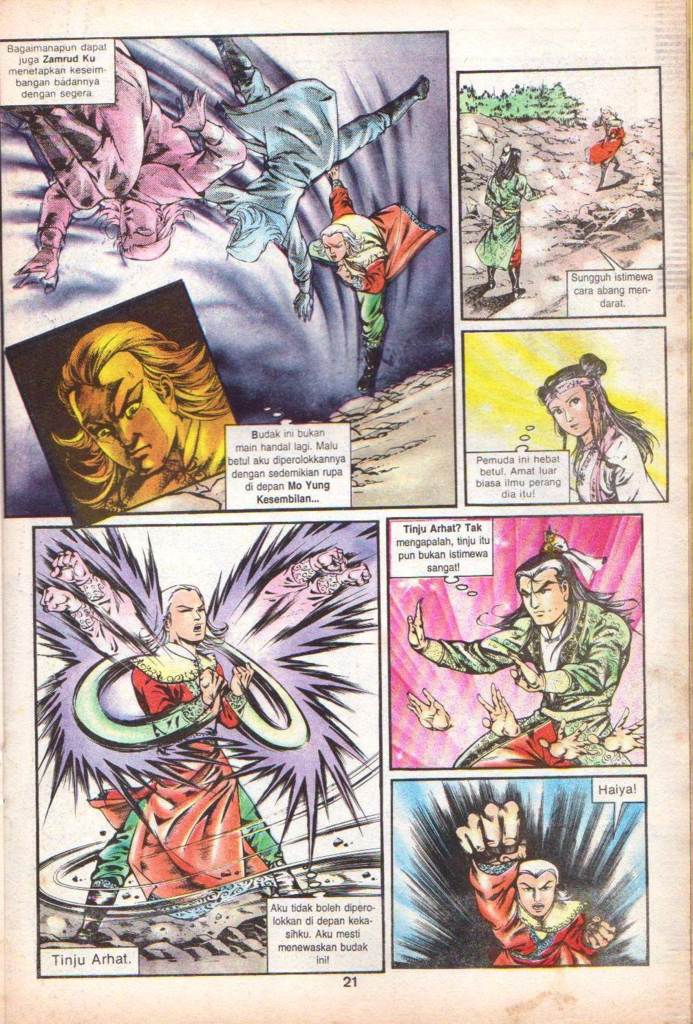 Bagaimanapun dapat
juga Zamrud Ku
menetapkan keseim-
bangan badannya
dengan segera.
Sungguh istimewa
cara abang men-
darat.
Budak ini bukan
main handal lagi. Malu
betul aku diperolokkannya
dengan sedemikian rupa
di depan Mo Yung
Kesembilan...
Pemuda ini hebat
betul. Amat luar
biasa ilmu perang
dia itu!
Tinju Arhat.
Aku tidak boleh dipero-
lokkan di depan keka-
sihku. Aku mesti
menewaskan budak
ini!
Tinju Arhat? Tak
mengapalah, tinju itu
pun bukan istimewa
sangat!
Haiya!
21